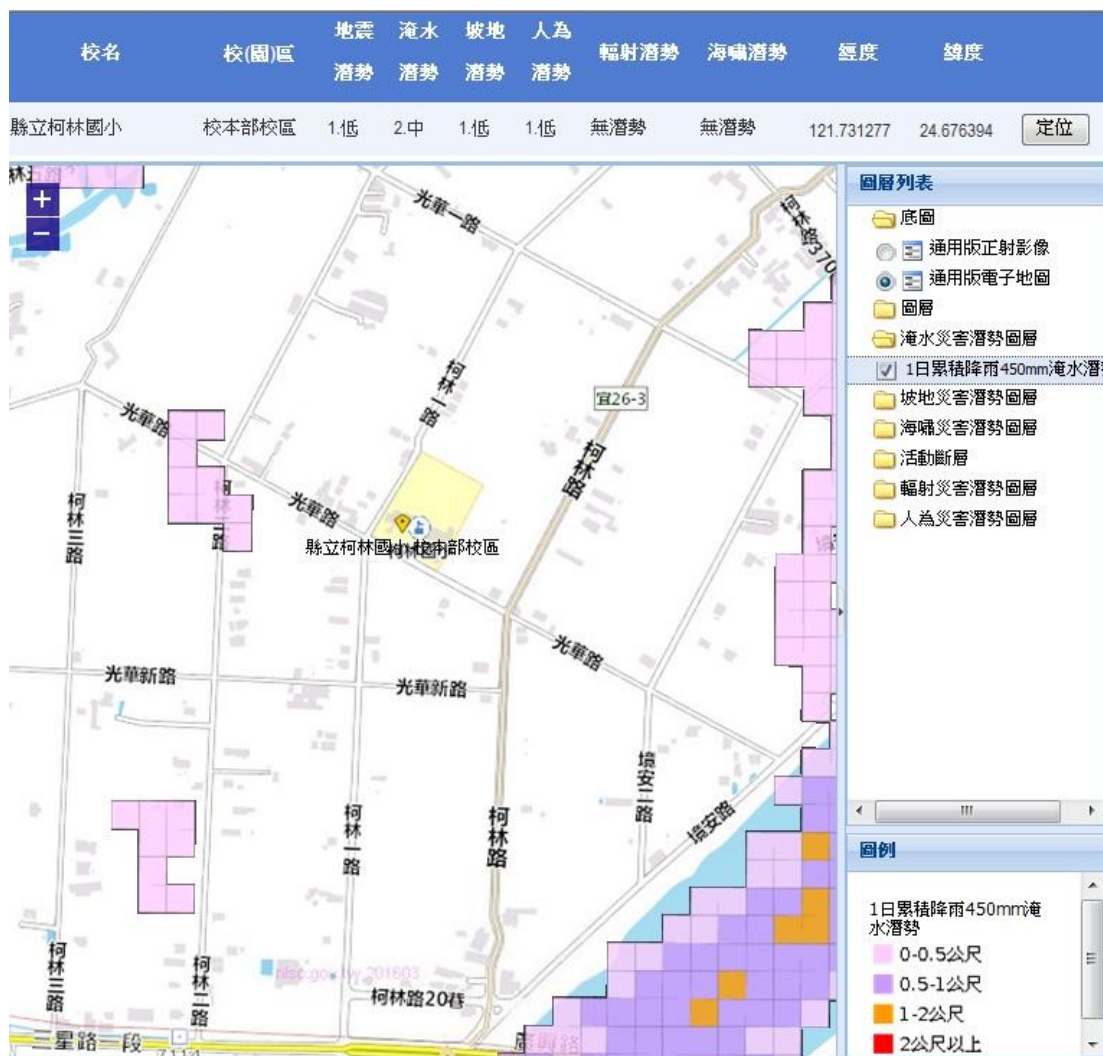 校名 校(園)區 地震潛勢 淹水潛勢 坡地潛勢 人為潛勢 輻射潛勢 海嘯潛勢 經度 緯度
縣立柯林國小 校本部校區 1.低 2.中 1.低 1.低 無潛勢 無潛勢 121.731277 24.676394 定位
+
−
光華一路
柯林路370
柯林一路
宜26-3
柯林路
光華路
光華路
柯林三路
縣立柯林國小-校本部校區
光華路
光華新路
光華新路
境安二路
境安路
柯林一路
柯林路
柯林三路
柯林二路
nlsc.gov.tw 201603
柯林路20巷
三星路一段
圖層列表
底圖
通用版正射影像
通用版電子地圖
圖層
淹水災害潛勢圖層
1日累積降雨450mm淹水潛
坡地災害潛勢圖層
海嘯災害潛勢圖層
活動斷層
輻射災害潛勢圖層
人為災害潛勢圖層
圖例
1日累積降雨450mm淹
水潛勢
0-0.5公尺
0.5-1公尺
1-2公尺
2公尺以上